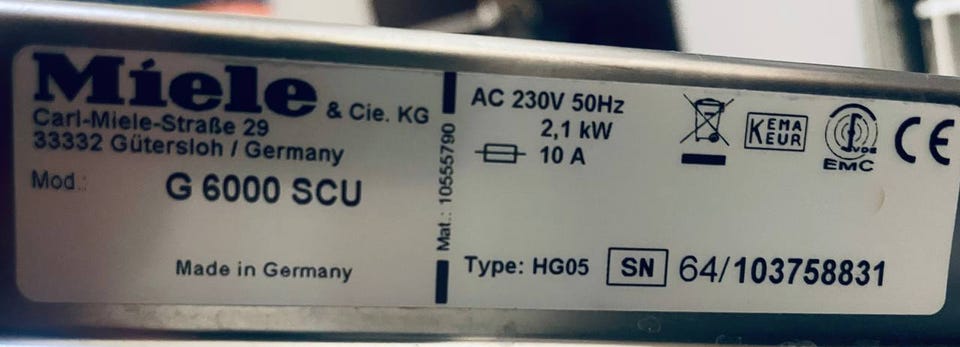 Miele & Cie. KG
Carl-Miele-Straße 29
33332 Gütersloh / Germany
Mod.: G 6000 SCU
Made in Germany
Mat.: 10555790
AC 230V 50Hz
2,1 kW
10 A
KEMA
KEUR
VDE
EMC
CE
Type: HG05 SN 64/103758831